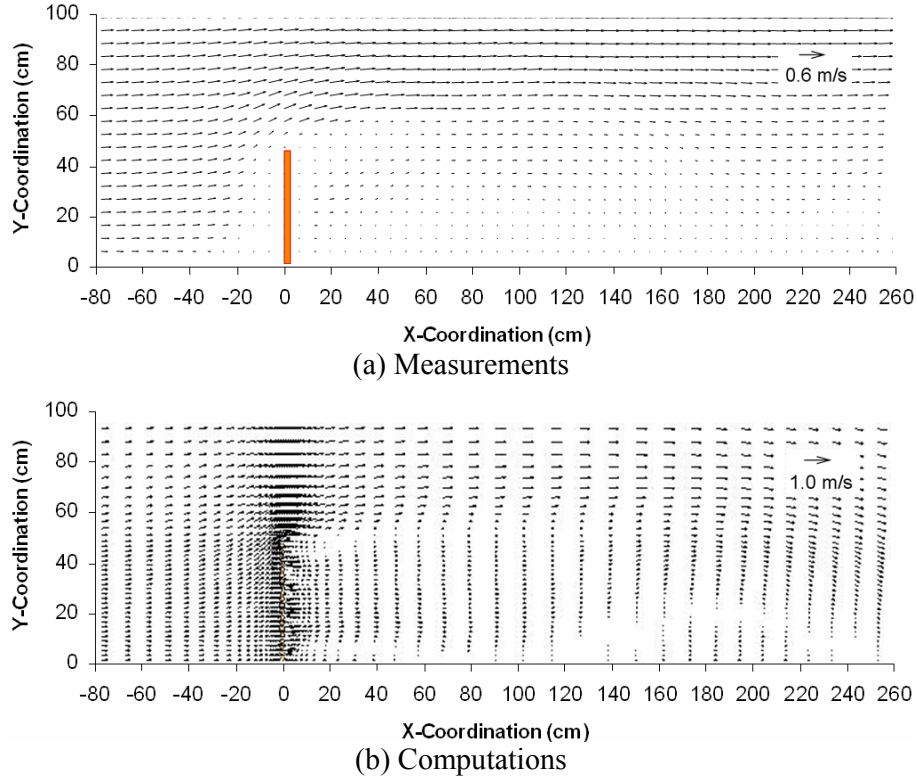 100
80
60
40
20
0
Y-Coordination (cm)
0.6 m/s
-80 -60 -40 -20 0 20 40 60 80 100 120 140 160 180 200 220 240 260
X-Coordination (cm)
(a) Measurements
100
80
60
40
20
0
Y-Coordination (cm)
1.0 m/s
-80 -60 -40 -20 0 20 40 60 80 100 120 140 160 180 200 220 240 260
X-Coordination (cm)
(b) Computations